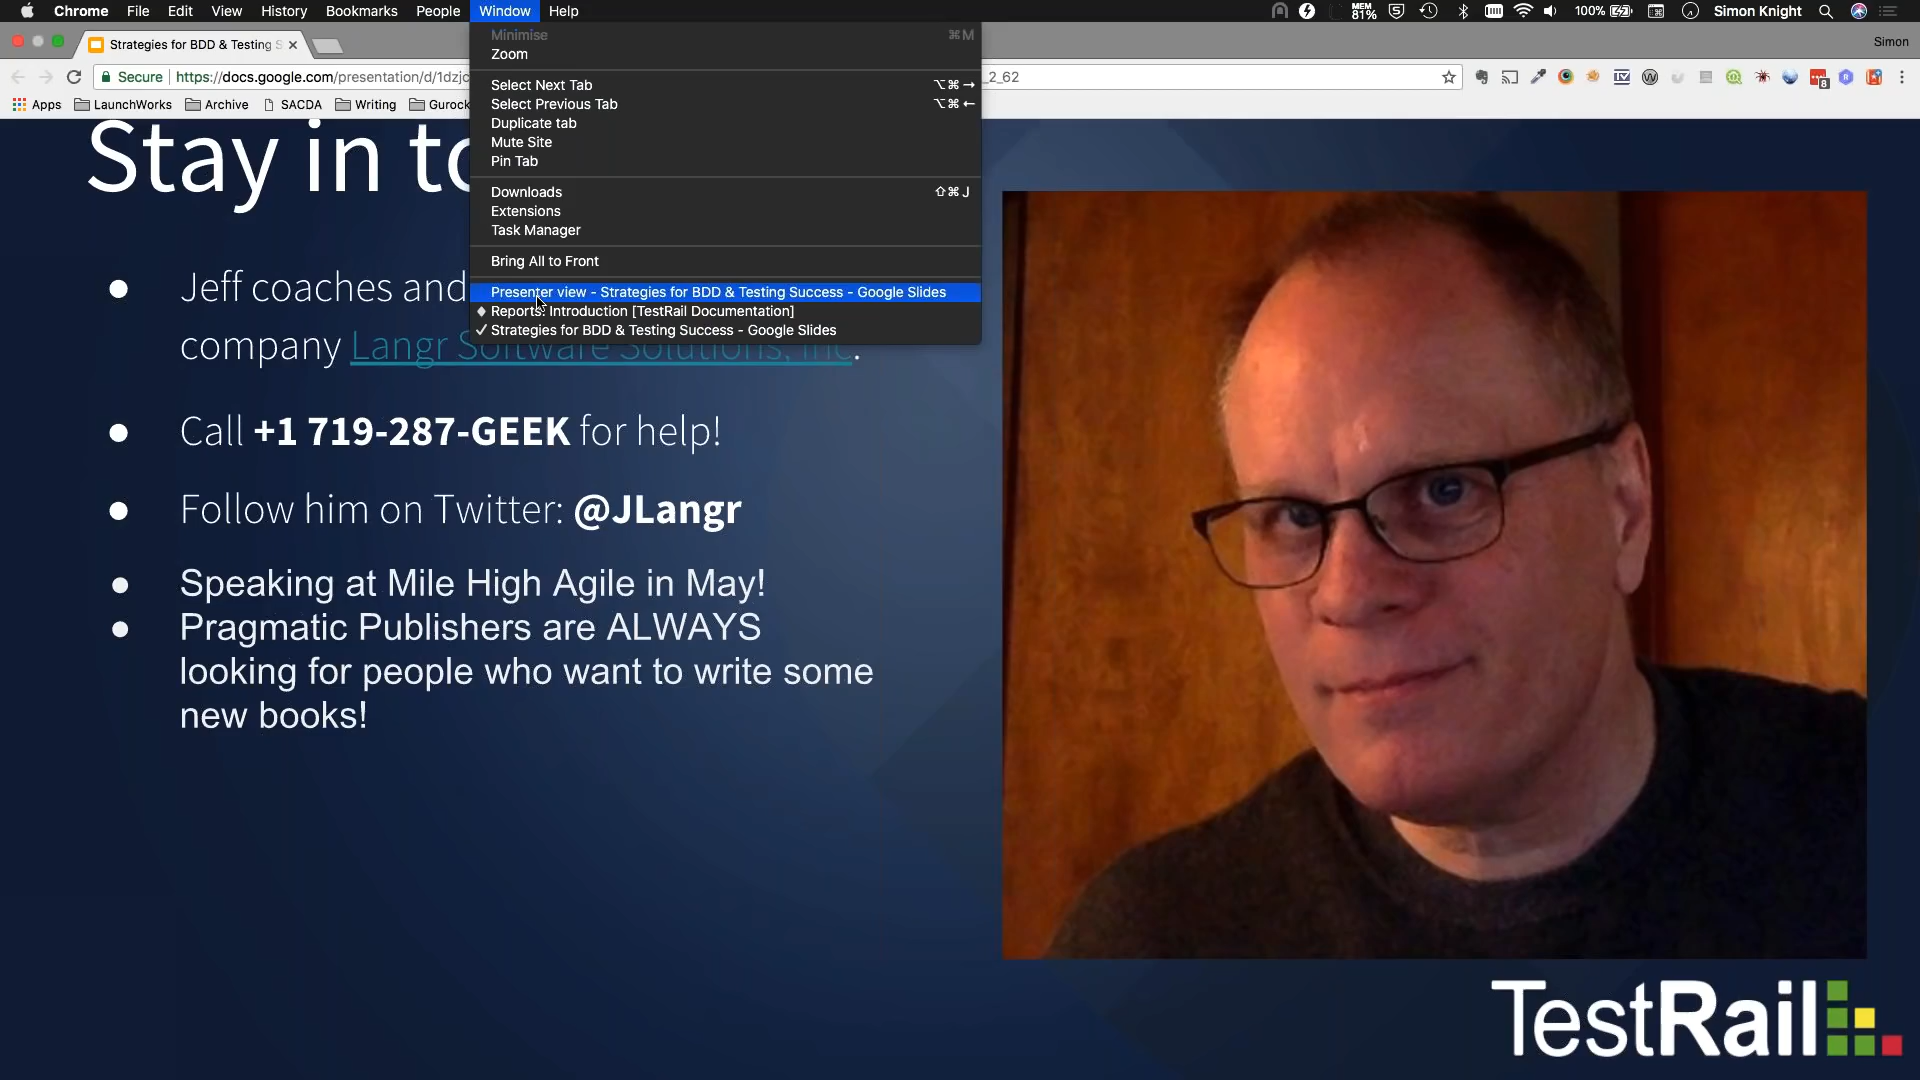 Chrome File Edit View History Bookmarks People Window Help MEM 81% 100% Simon Knight
Strategies for BDD & Testing S Simon
Secure https://docs.google.com/presentation/d/1dzjc _2_62 8
Apps LaunchWorks Archive SACDA Writing Gurock
Minimise ⌘M
Zoom
Select Next Tab ⌥⌘→
Select Previous Tab ⌥⌘←
Duplicate tab
Mute Site
Pin Tab
Downloads ⇧⌘J
Extensions
Task Manager
Bring All to Front
Presenter view - Strategies for BDD & Testing Success - Google Slides
Reports: Introduction [TestRail Documentation]
✓ Strategies for BDD & Testing Success - Google Slides
Stay in to
● Jeff coaches and
company Langr Software Solutions, Inc.
● Call +1 719-287-GEEK for help!
● Follow him on Twitter: @JLangr
● Speaking at Mile High Agile in May!
● Pragmatic Publishers are ALWAYS
looking for people who want to write some
new books!
TestRail